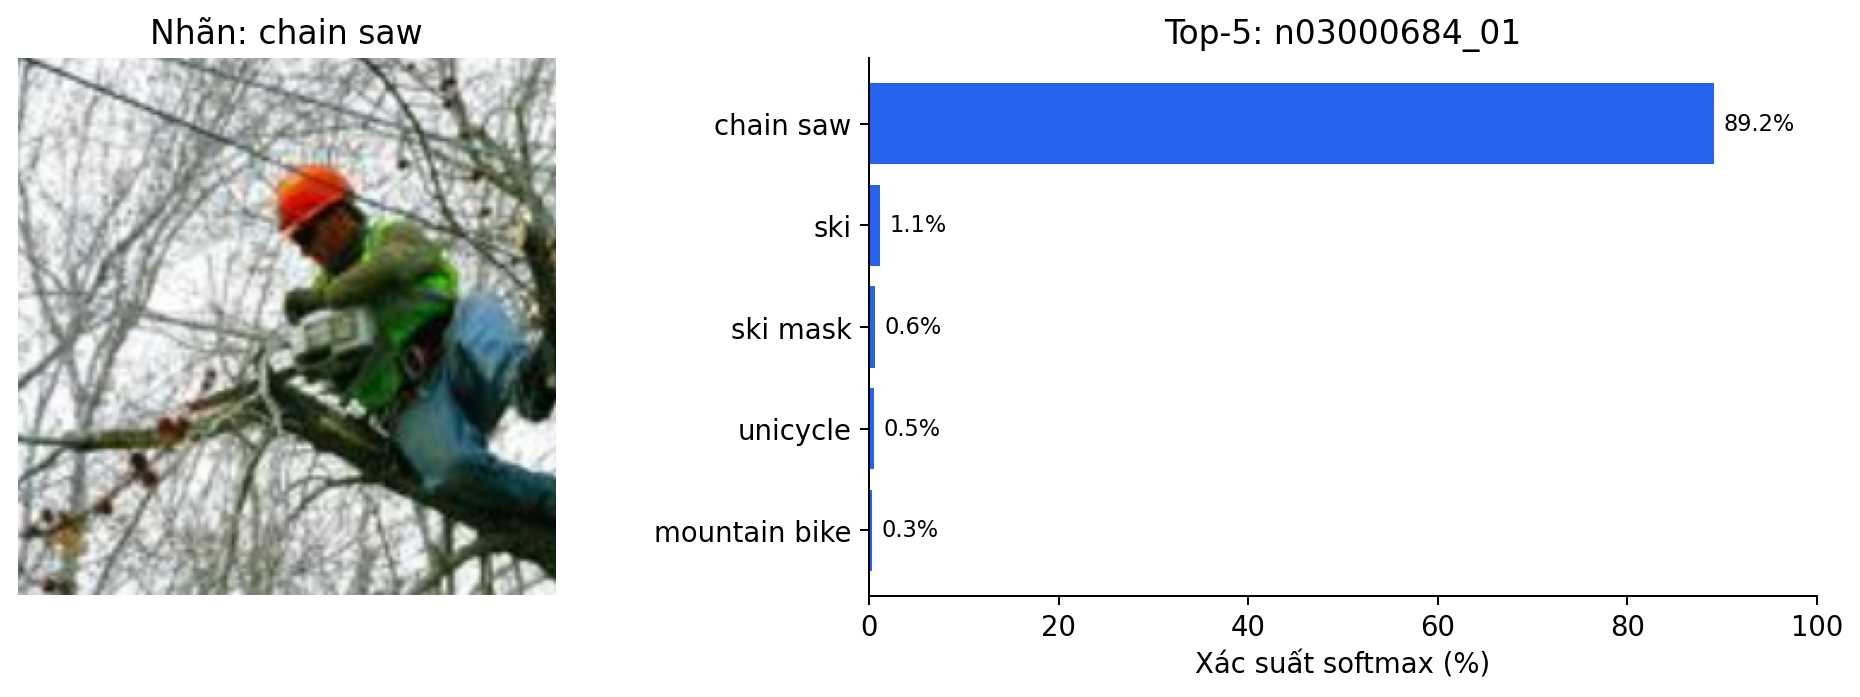 Nhãn: chain saw
Top-5: n03000684_01
chain saw
89.2%
ski
1.1%
ski mask
0.6%
unicycle
0.5%
mountain bike
0.3%
0 20 40 60 80 100
Xác suất softmax (%)